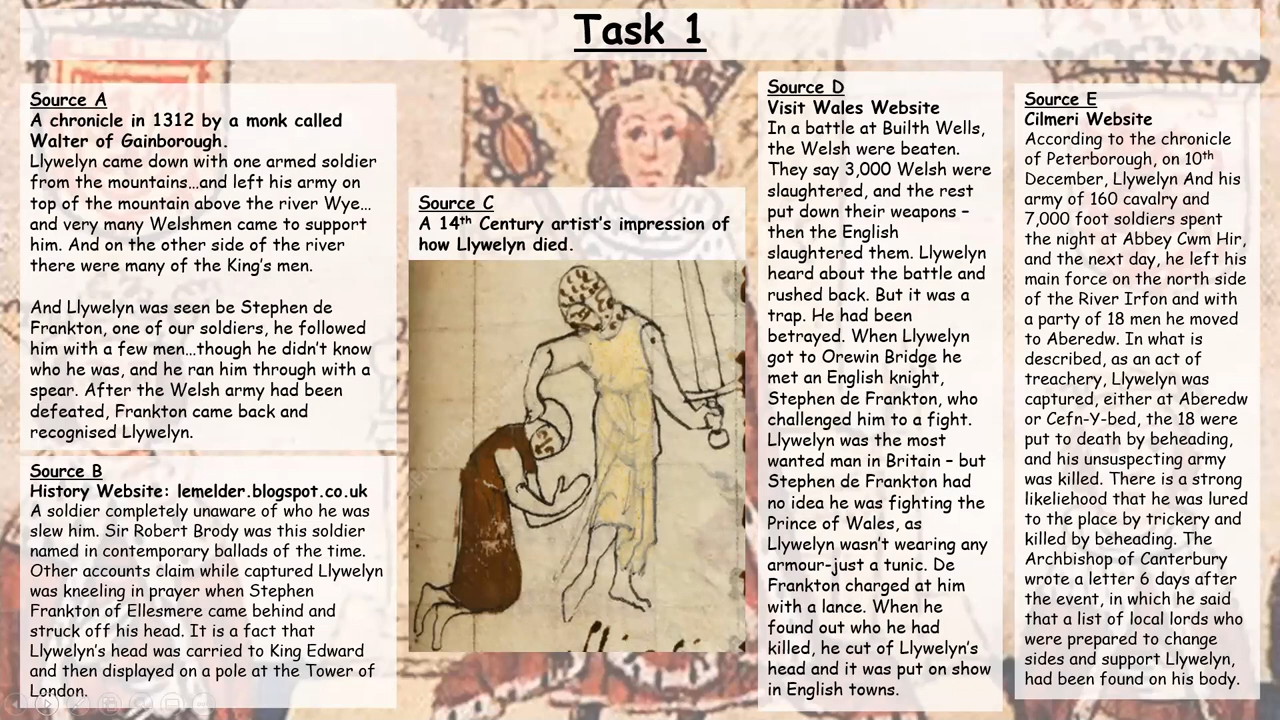 Task 1
Source A
A chronicle in 1312 by a monk called
Walter of Gainborough.
Llywelyn came down with one armed soldier
from the mountains…and left his army on
top of the mountain above the river Wye…
and very many Welshmen came to support
him. And on the other side of the river
there were many of the King's men.
And Llywelyn was seen be Stephen de
Frankton, one of our soldiers, he followed
him with a few men…though he didn't know
who he was, and he ran him through with a
spear. After the Welsh army had been
defeated, Frankton came back and
recognised Llywelyn.
Source B
History Website: lemelder.blogspot.co.uk
A soldier completely unaware of who he was
slew him. Sir Robert Brody was this soldier
named in contemporary ballads of the time.
Other accounts claim while captured Llywelyn
was kneeling in prayer when Stephen
Frankton of Ellesmere came behind and
struck off his head. It is a fact that
Llywelyn's head was carried to King Edward
and then displayed on a pole at the Tower of
London.
Source C
A 14th Century artist's impression of
how Llywelyn died.
Source D
Visit Wales Website
In a battle at Builth Wells,
the Welsh were beaten.
They say 3,000 Welsh were
slaughtered, and the rest
put down their weapons –
then the English
slaughtered them. Llywelyn
heard about the battle and
rushed back. But it was a
trap. He had been
betrayed. When Llywelyn
got to Orewin Bridge he
met an English knight,
Stephen de Frankton, who
challenged him to a fight.
Llywelyn was the most
wanted man in Britain – but
Stephen de Frankton had
no idea he was fighting the
Prince of Wales, as
Llywelyn wasn't wearing any
armour-just a tunic. De
Frankton charged at him
with a lance. When he
found out who he had
killed, he cut of Llywelyn's
head and it was put on show
in English towns.
Source E
Cilmeri Website
According to the chronicle
of Peterborough, on 10th
December, Llywelyn And his
army of 160 cavalry and
7,000 foot soldiers spent
the night at Abbey Cwm Hir,
and the next day, he left his
main force on the north side
of the River Irfon and with
a party of 18 men he moved
to Aberedw. In what is
described, as an act of
treachery, Llywelyn was
captured, either at Aberedw
or Cefn-Y-bed, the 18 were
put to death by beheading,
and his unsuspecting army
was killed. There is a strong
likeliehood that he was lured
to the place by trickery and
killed by beheading. The
Archbishop of Canterbury
wrote a letter 6 days after
the event, in which he said
that a list of local lords who
were prepared to change
sides and support Llywelyn,
had been found on his body.